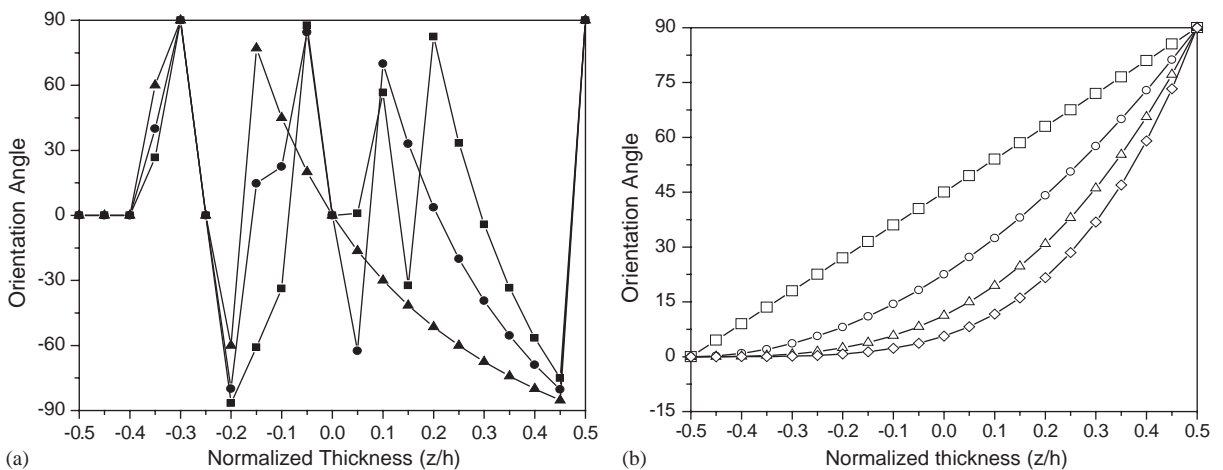 90
60
30
0
-30
-60
-90
Orientation Angle
-0.5 -0.4 -0.3 -0.2 -0.1 0.0 0.1 0.2 0.3 0.4 0.5
Normalized Thickness (z/h)
(a)
90
75
60
45
30
15
0
-15
Orientation Angle
-0.5 -0.4 -0.3 -0.2 -0.1 0.0 0.1 0.2 0.3 0.4 0.5
Normalized thickness (z/h)
(b)